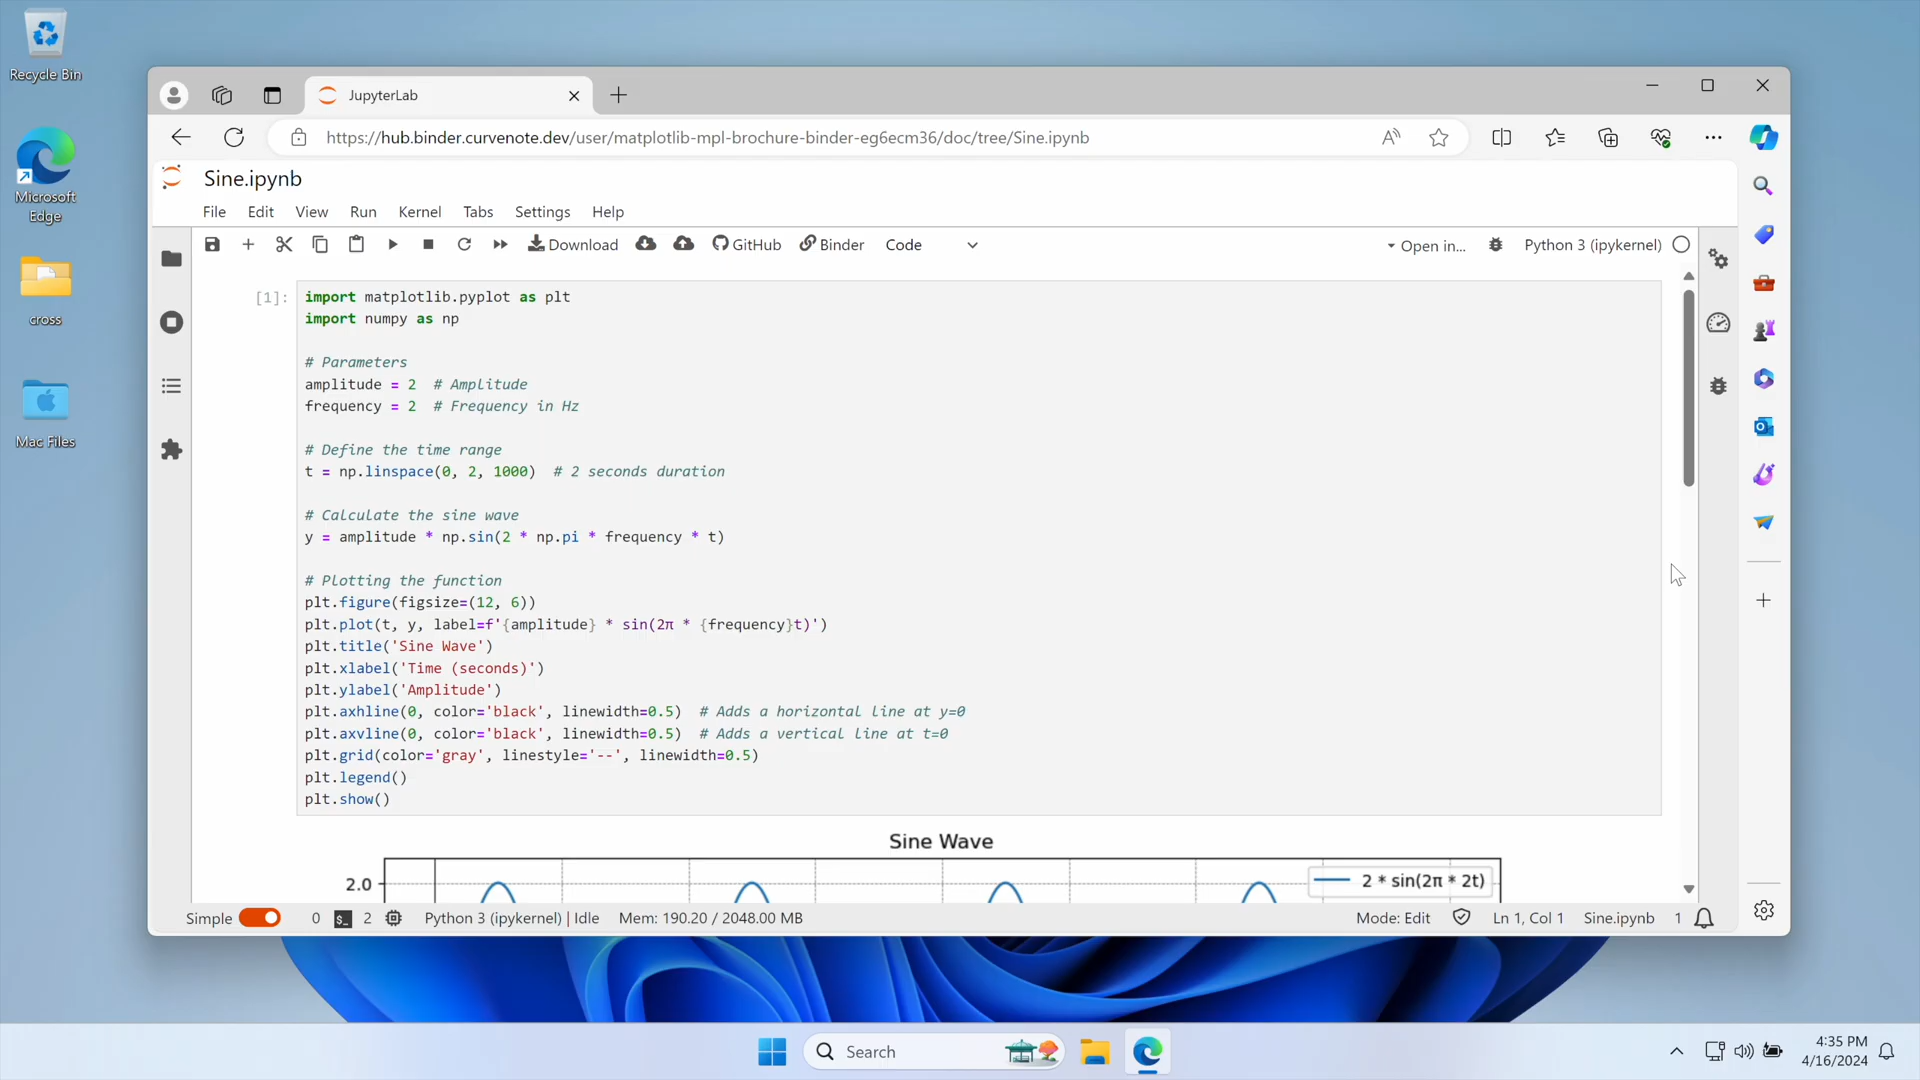 Recycle Bin
Microsoft
Edge
cross
Mac Files
JupyterLab
https://hub.binder.curvenote.dev/user/matplotlib-mpl-brochure-binder-eg6ecm36/doc/tree/Sine.ipynb
Sine.ipynb
File Edit View Run Kernel Tabs Settings Help
Download GitHub Binder Code Open in... Python 3 (ipykernel)
[1]: import matplotlib.pyplot as plt
import numpy as np
# Parameters
amplitude = 2  # Amplitude
frequency = 2  # Frequency in Hz
# Define the time range
t = np.linspace(0, 2, 1000)  # 2 seconds duration
# Calculate the sine wave
y = amplitude * np.sin(2 * np.pi * frequency * t)
# Plotting the function
plt.figure(figsize=(12, 6))
plt.plot(t, y, label=f'{amplitude} * sin(2π * {frequency}t)')
plt.title('Sine Wave')
plt.xlabel('Time (seconds)')
plt.ylabel('Amplitude')
plt.axhline(0, color='black', linewidth=0.5)  # Adds a horizontal line at y=0
plt.axvline(0, color='black', linewidth=0.5)  # Adds a vertical line at t=0
plt.grid(color='gray', linestyle='--', linewidth=0.5)
plt.legend()
plt.show()
Sine Wave
2.0
2 * sin(2π * 2t)
Simple 0 2 Python 3 (ipykernel) | Idle Mem: 190.20 / 2048.00 MB Mode: Edit Ln 1, Col 1 Sine.ipynb 1
Search
4:35 PM
4/16/2024